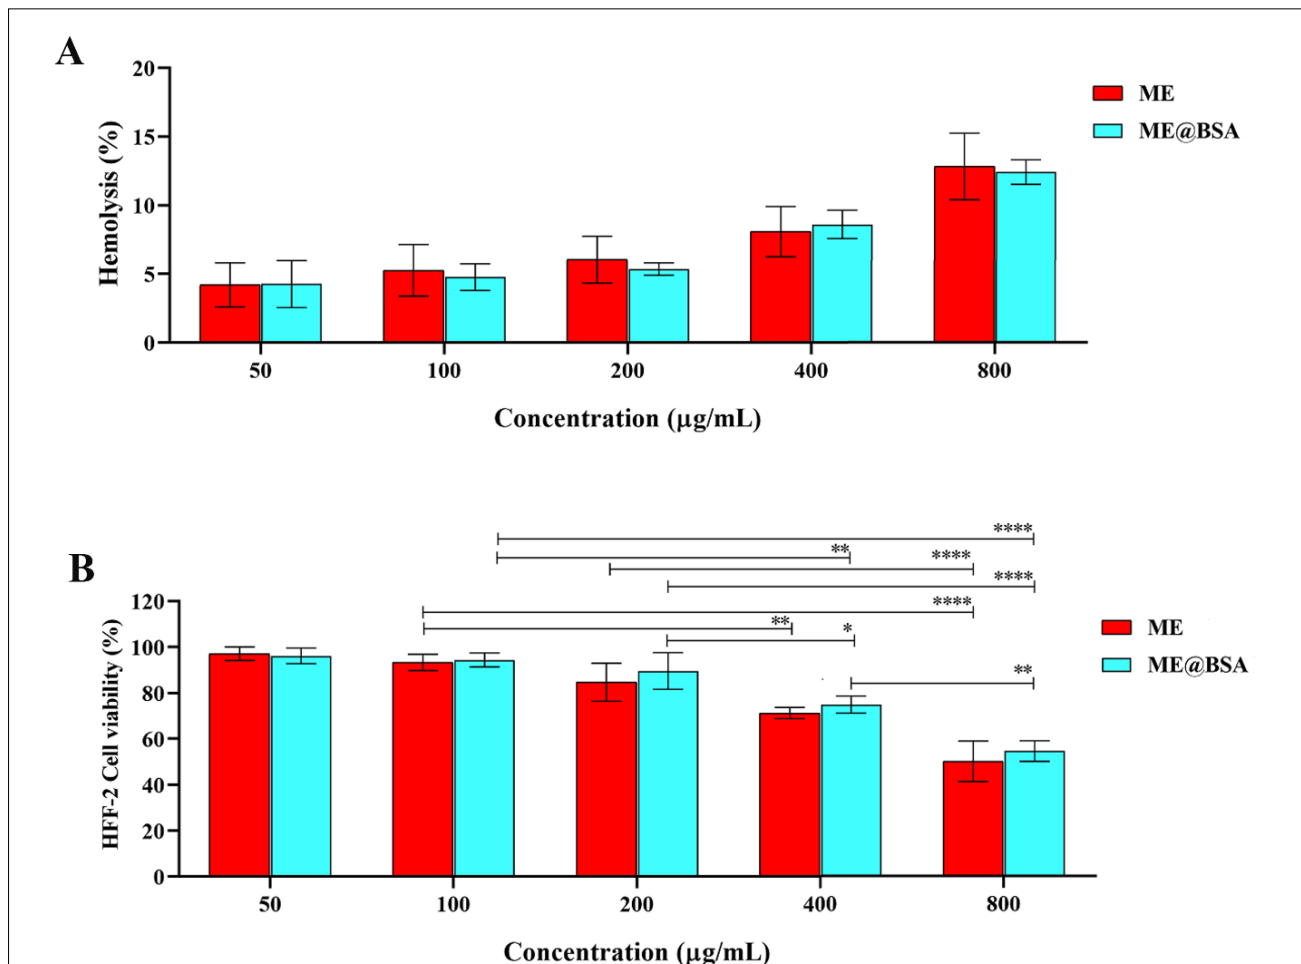 A
20
15
10
5
0
Hemolysis (%)
ME
ME@BSA
50 100 200 400 800
Concentration (µg/mL)
B
****
**
****
****
****
**
*
**
120
100
80
60
40
20
0
HFF-2 Cell viability (%)
ME
ME@BSA
50 100 200 400 800
Concentration (µg/mL)